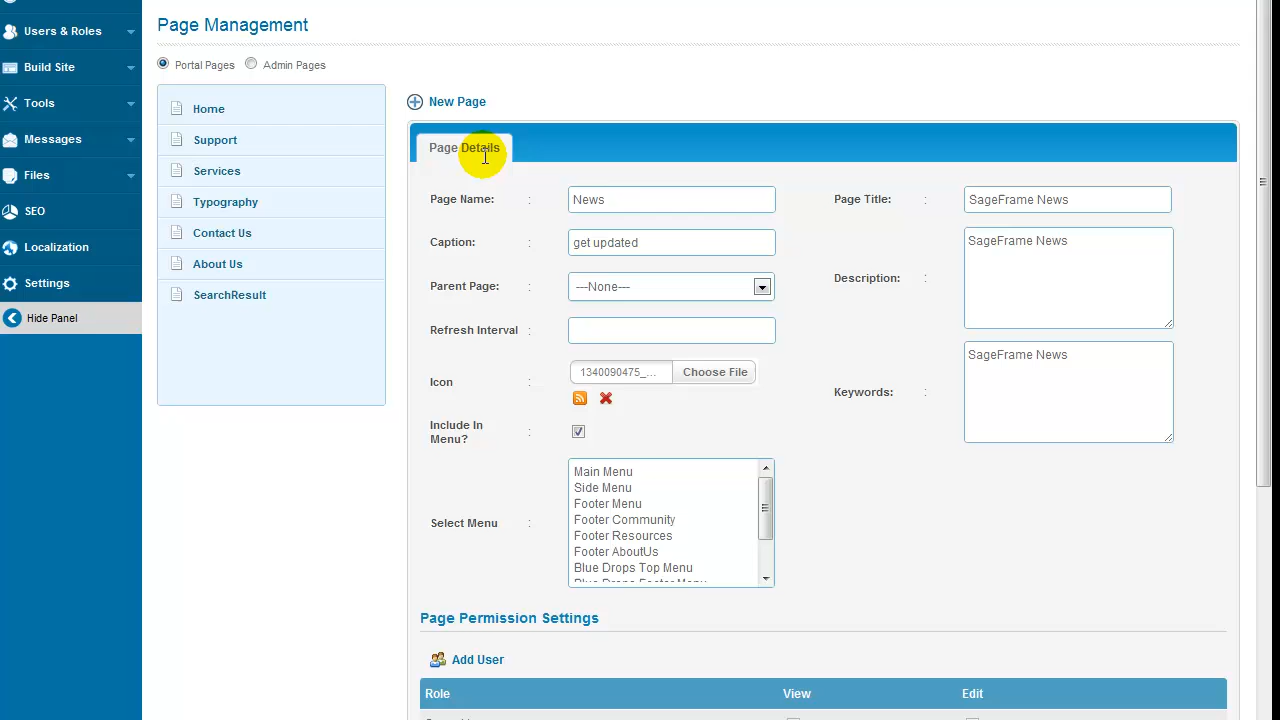 Page Management
Users & Roles
Build Site
Tools
Messages
Files
SEO
Localization
Settings
Hide Panel
Portal Pages
Admin Pages
Home
Support
Services
Typography
Contact Us
About Us
SearchResult
New Page
Page Details
Page Name: : News
Caption: : get updated
Parent Page: : ---None---
Refresh Interval :
Icon : 1340090475_... Choose File
Include In
Menu? :
Select Menu :
Main Menu
Side Menu
Footer Menu
Footer Community
Footer Resources
Footer AboutUs
Blue Drops Top Menu
Blue Drops Footer Menu
Page Title: : SageFrame News
Description: : SageFrame News
Keywords: : SageFrame News
Page Permission Settings
Add User
Role View Edit